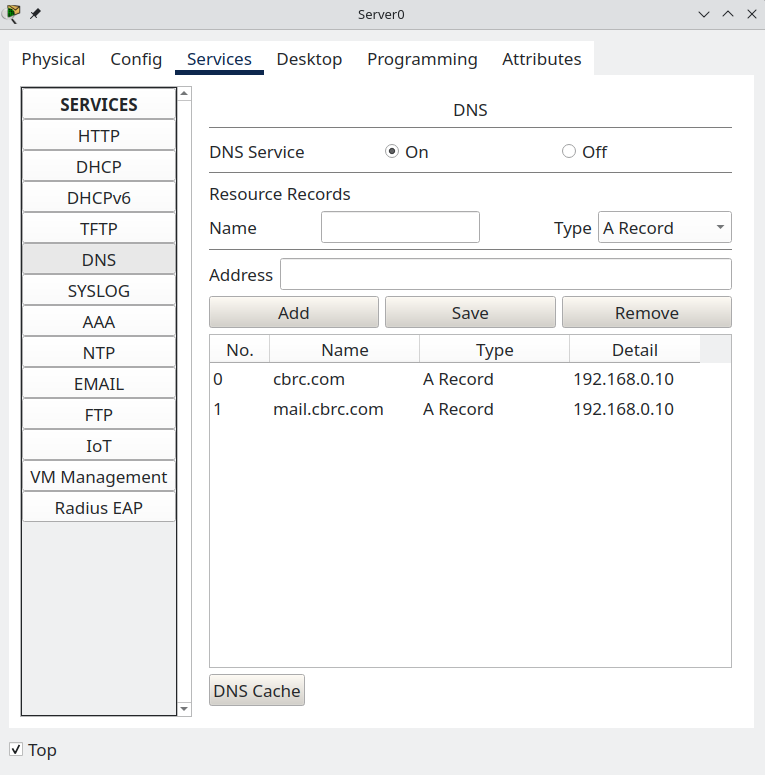 Server0
Physical Config Services Desktop Programming Attributes
SERVICES
HTTP
DHCP
DHCPv6
TFTP
DNS
SYSLOG
AAA
NTP
EMAIL
FTP
IoT
VM Management
Radius EAP
DNS
DNS Service On Off
Resource Records
Name Type A Record
Address
Add Save Remove
No. Name Type Detail
0 cbrc.com A Record 192.168.0.10
1 mail.cbrc.com A Record 192.168.0.10
DNS Cache
Top